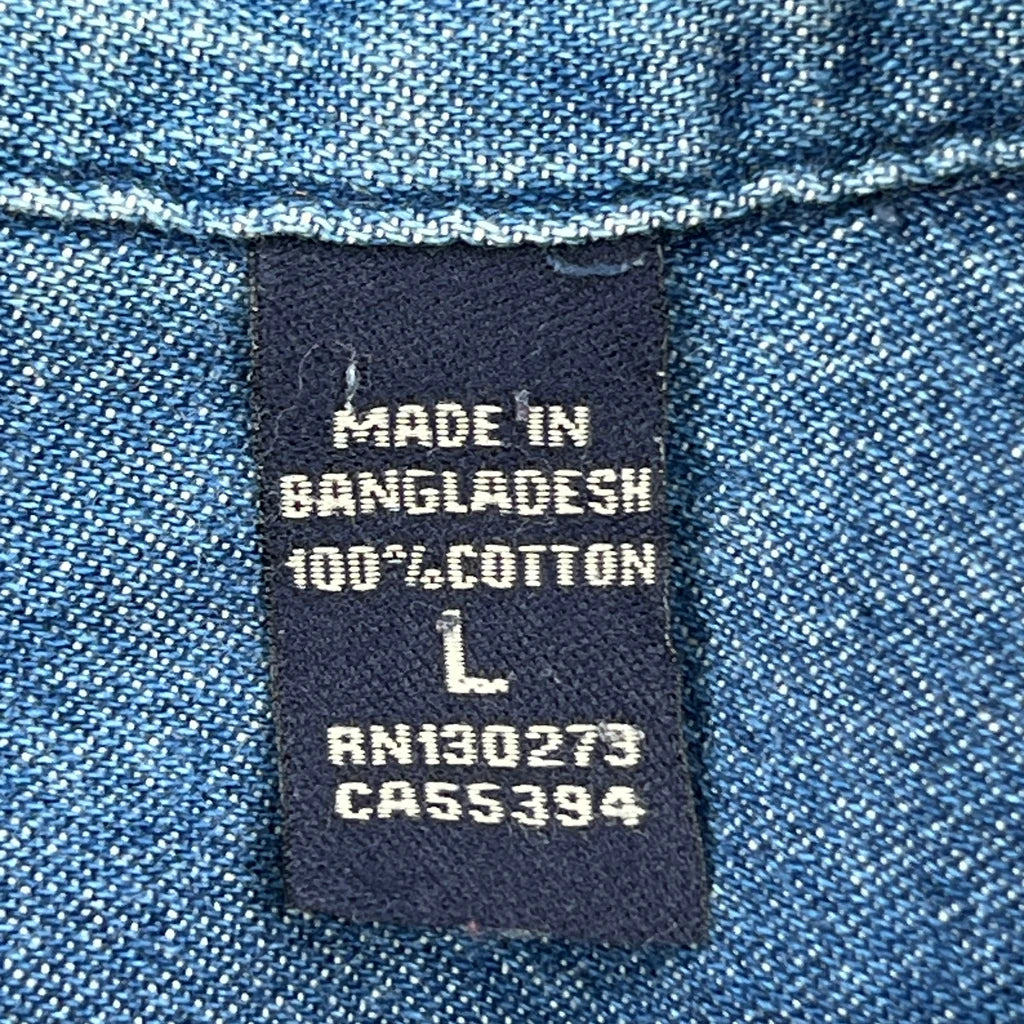 MADE IN
BANGLADESH
100% COTTON
L
RN130273
CA55394